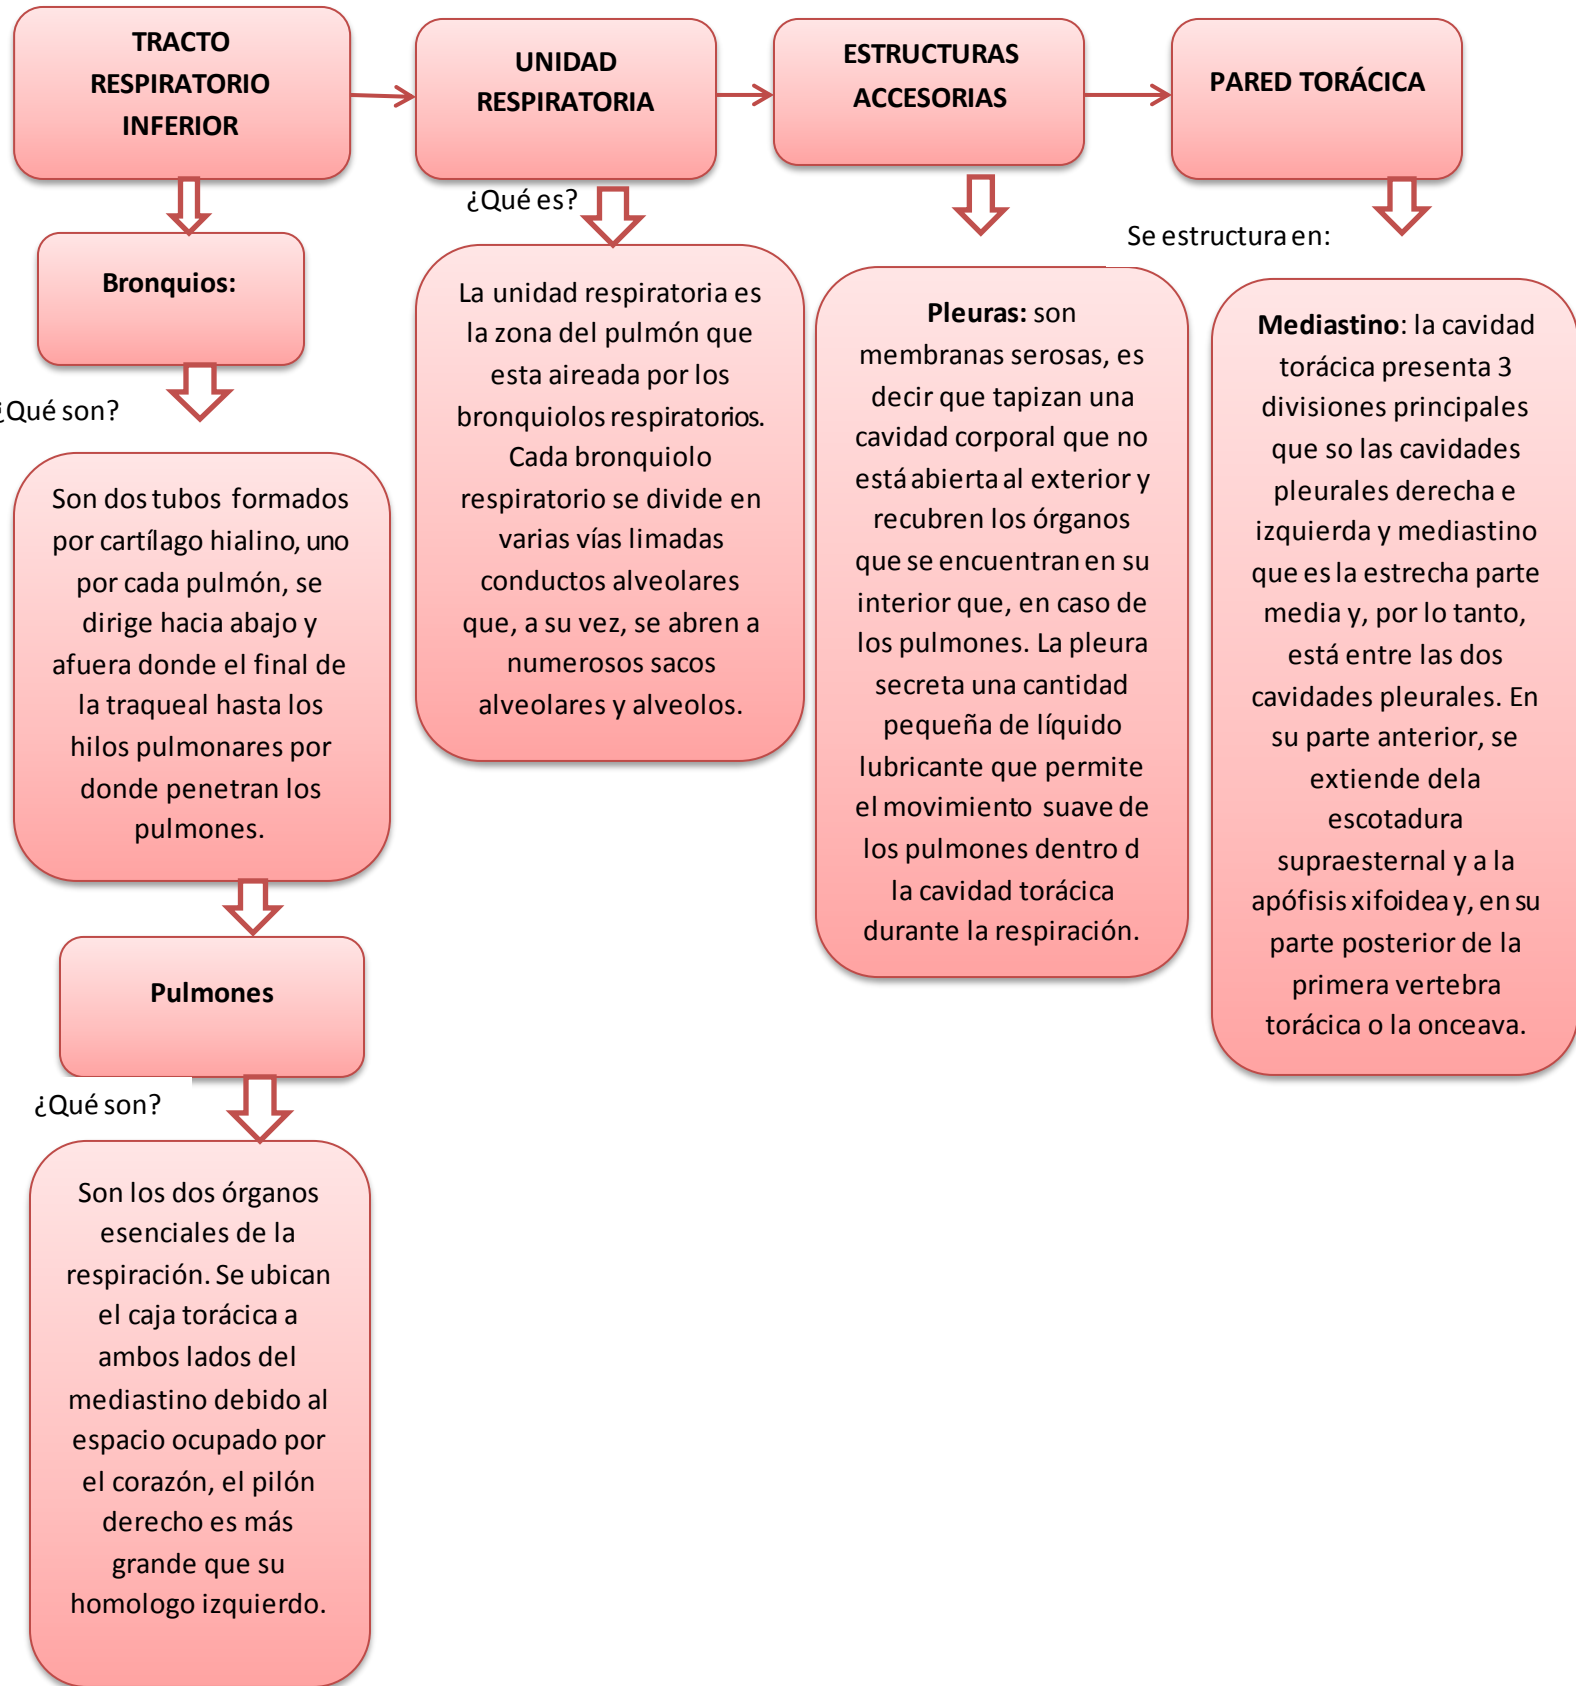 TRACTO
RESPIRATORIO
INFERIOR
UNIDAD
RESPIRATORIA
ESTRUCTURAS
ACCESORIAS
PARED TORÁCICA
Bronquios:
¿Qué son?
Son dos tubos formados
por cartílago hialino, uno
por cada pulmón, se
dirige hacia abajo y
afuera donde el final de
la traqueal hasta los
hilos pulmonares por
donde penetran los
pulmones.
Pulmones
¿Qué son?
Son los dos órganos
esenciales de la
respiración. Se ubican
el caja torácica a
ambos lados del
mediastino debido al
espacio ocupado por
el corazón, el pilón
derecho es más
grande que su
homologo izquierdo.
¿Qué es?
La unidad respiratoria es
la zona del pulmón que
esta aireada por los
bronquiolos respiratorios.
Cada bronquiolo
respiratorio se divide en
varias vías limadas
conductos alveolares
que, a su vez, se abren a
numerosos sacos
alveolares y alveolos.
Pleuras: son
membranas serosas, es
decir que tapizan una
cavidad corporal que no
está abierta al exterior y
recubren los órganos
que se encuentran en su
interior que, en caso de
los pulmones. La pleura
secreta una cantidad
pequeña de líquido
lubricante que permite
el movimiento suave de
los pulmones dentro d
la cavidad torácica
durante la respiración.
Se estructura en:
Mediastino: la cavidad
torácica presenta 3
divisiones principales
que so las cavidades
pleurales derecha e
izquierda y mediastino
que es la estrecha parte
media y, por lo tanto,
está entre las dos
cavidades pleurales. En
su parte anterior, se
extiende dela
escotadura
supraesternal y a la
apófisis xifoidea y, en su
parte posterior de la
primera vertebra
torácica o la onceava.